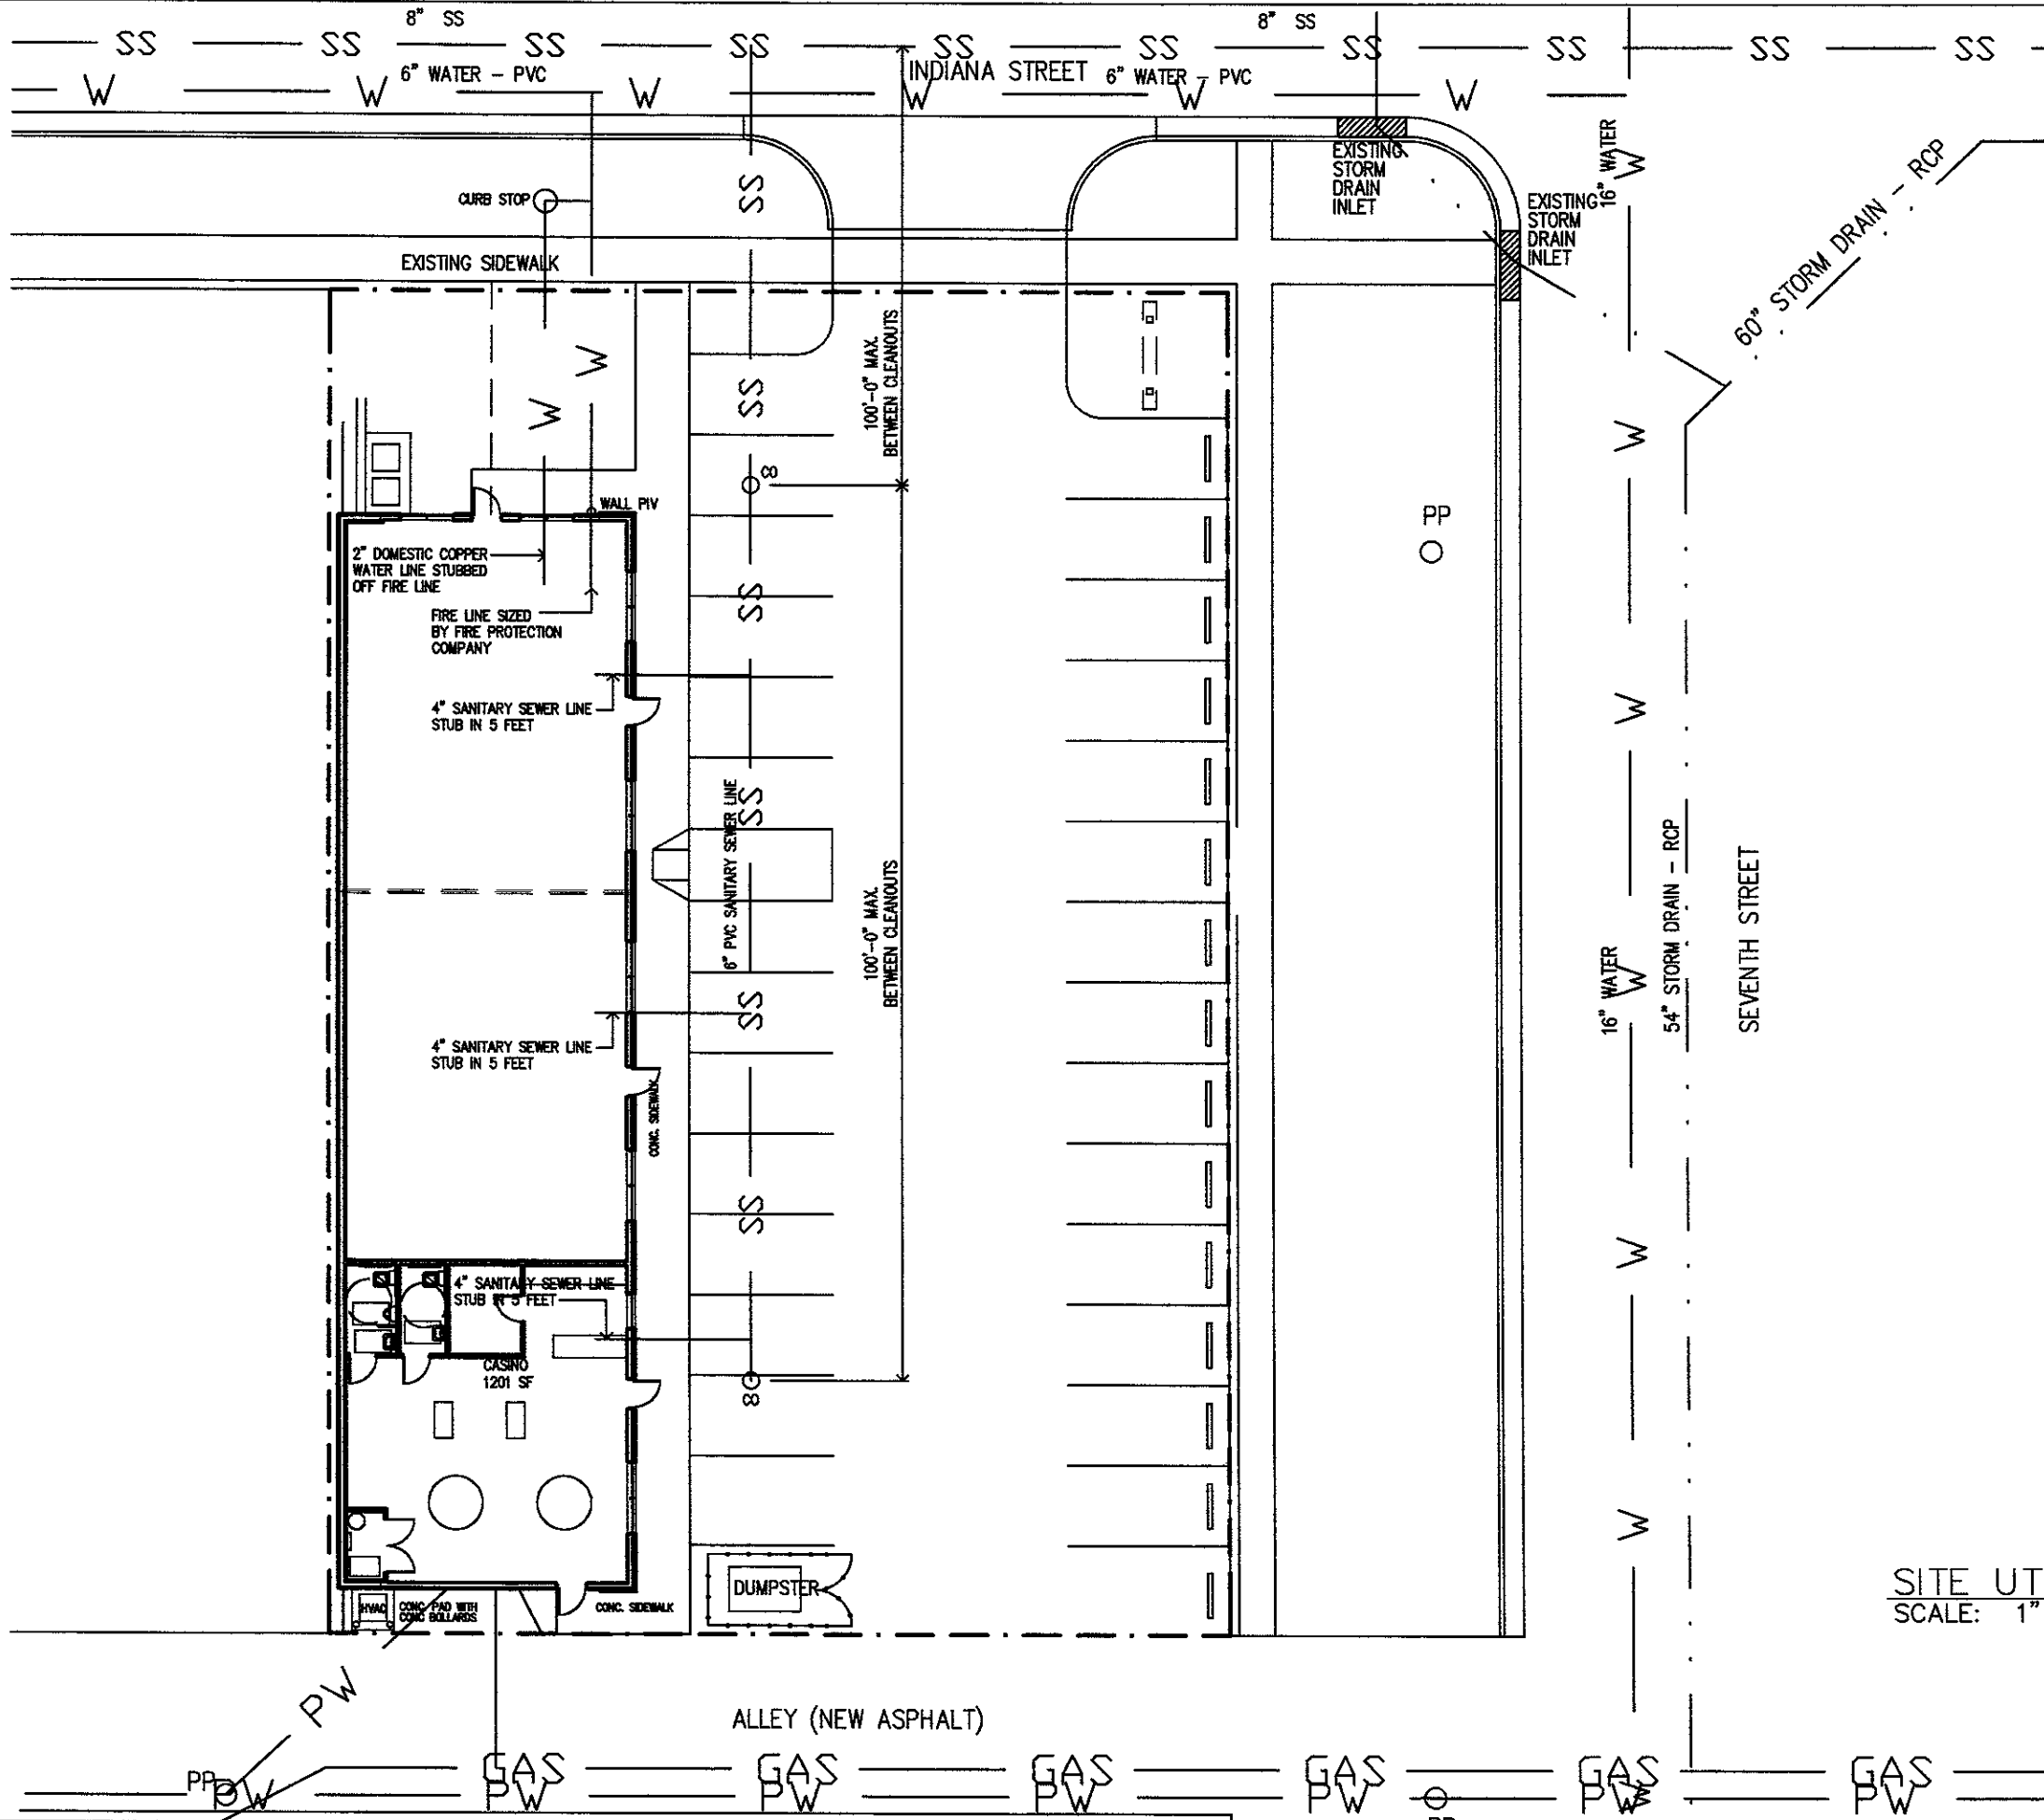 8" SS
8" SS
SS SS SS SS SS SS SS SS SS SS
6" WATER - PVC
INDIANA STREET
6" WATER - PVC
W W W W W W
CURB STOP
SS
EXISTING
STORM
DRAIN
INLET
16" WATER
W
EXISTING
STORM
DRAIN
INLET
60" STORM DRAIN - RCP
EXISTING SIDEWALK
W
W
SS
100'-0" MAX.
BETWEEN CLEANOUTS
W
CO
WALL PIV
PP
2" DOMESTIC COPPER
WATER LINE STUBBED
OFF FIRE LINE
FIRE LINE SIZED
BY FIRE PROTECTION
COMPANY
SS
4" SANITARY SEWER LINE
STUB IN 5 FEET
W
6" PVC SANITARY SEWER LINE
SS
100'-0" MAX.
BETWEEN CLEANOUTS
16" WATER
W
54" STORM DRAIN - RCP
SEVENTH STREET
4" SANITARY SEWER LINE
STUB IN 5 FEET
SS
CONC. SIDEWALK
SS
W
4" SANITARY SEWER LINE
STUB IN 5 FEET
CASINO
1201 SF
CO
W
DUMPSTER
HVAC
CONC. PAD WITH
CONC BOLLARDS
CONC. SIDEWALK
SITE UT
SCALE: 1"
PW
ALLEY (NEW ASPHALT)
GAS GAS GAS GAS GAS GAS
PP
PW PW PW PW PW PW PW
W
PP